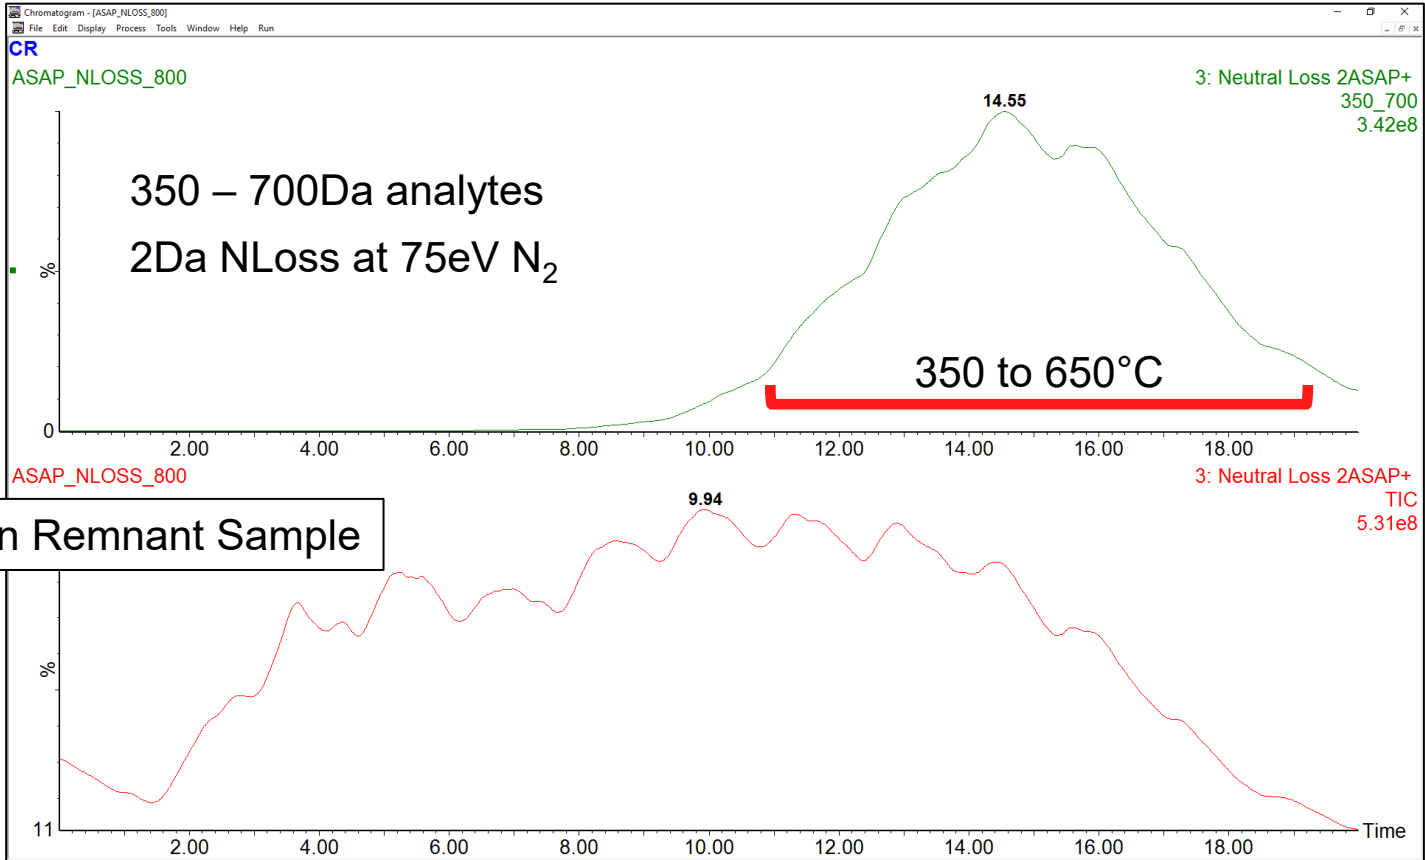 Chromatogram - [ASAP_NLOSS_800]
File Edit Display Process Tools Window Help Run
CR
ASAP_NLOSS_800
3: Neutral Loss 2ASAP+
350_700
3.42e8
14.55
350 – 700Da analytes
2Da NLoss at 75eV N₂
%
350 to 650°C
0
2.00 4.00 6.00 8.00 10.00 12.00 14.00 16.00 18.00
ASAP_NLOSS_800
3: Neutral Loss 2ASAP+
TIC
5.31e8
9.94
n Remnant Sample
%
11
Time
2.00 4.00 6.00 8.00 10.00 12.00 14.00 16.00 18.00